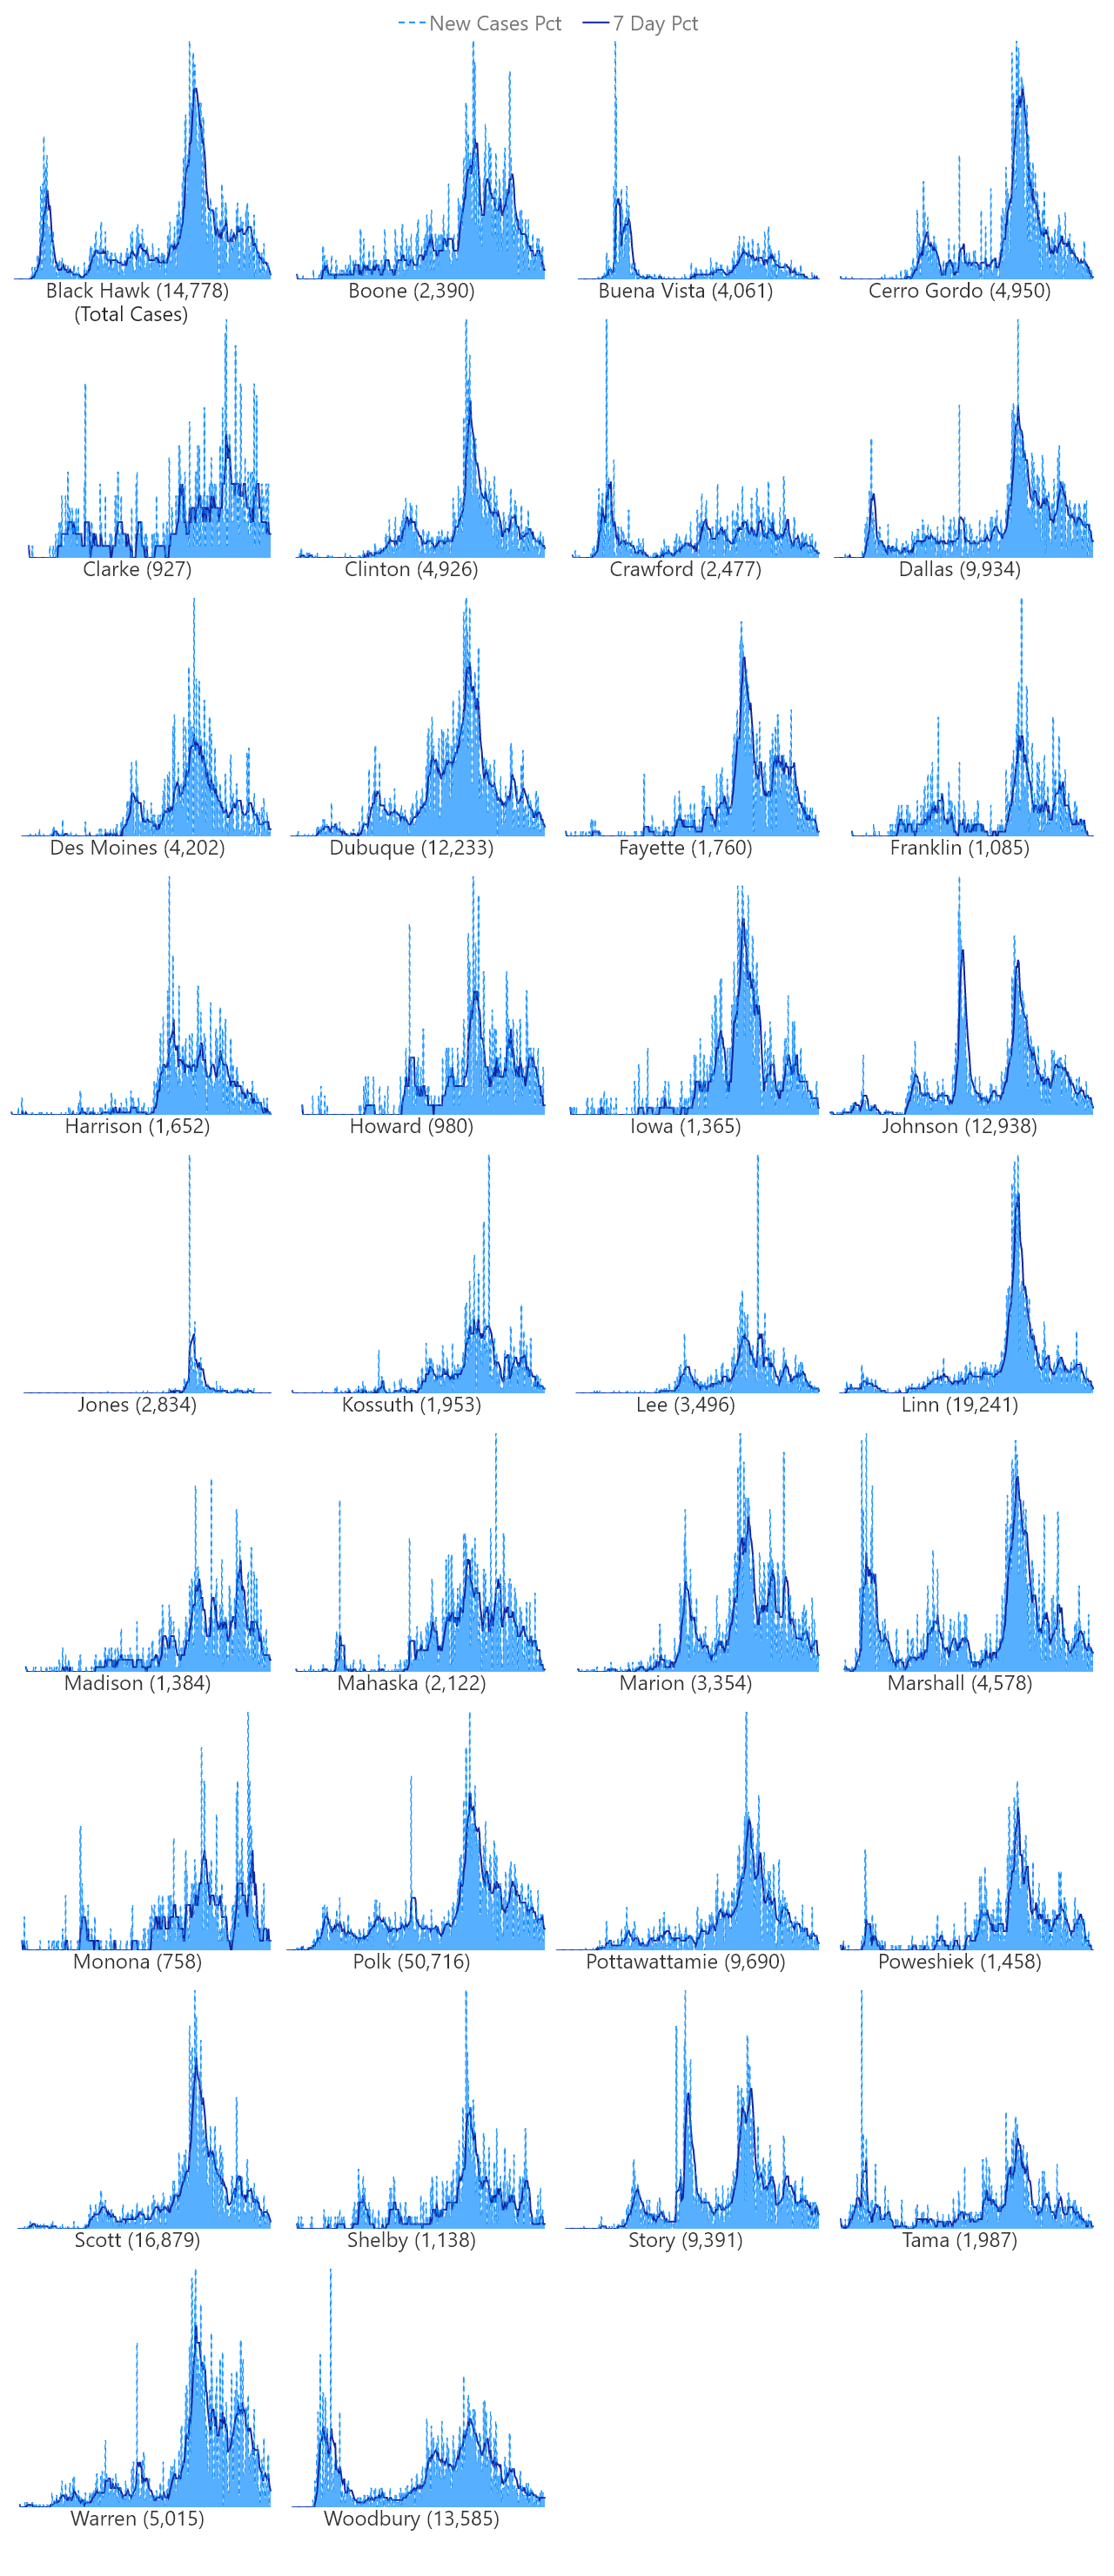 New Cases Pct 7 Day Pct
Black Hawk (14,778) Boone (2,390) Buena Vista (4,061) Cerro Gordo (4,950)
(Total Cases)
Clarke (927) Clinton (4,926) Crawford (2,477) Dallas (9,934)
Des Moines (4,202) Dubuque (12,233) Fayette (1,760) Franklin (1,085)
Harrison (1,652) Howard (980) Iowa (1,365) Johnson (12,938)
Jones (2,834) Kossuth (1,953) Lee (3,496) Linn (19,241)
Madison (1,384) Mahaska (2,122) Marion (3,354) Marshall (4,578)
Monona (758) Polk (50,716) Pottawattamie (9,690) Poweshiek (1,458)
Scott (16,879) Shelby (1,138) Story (9,391) Tama (1,987)
Warren (5,015) Woodbury (13,585)